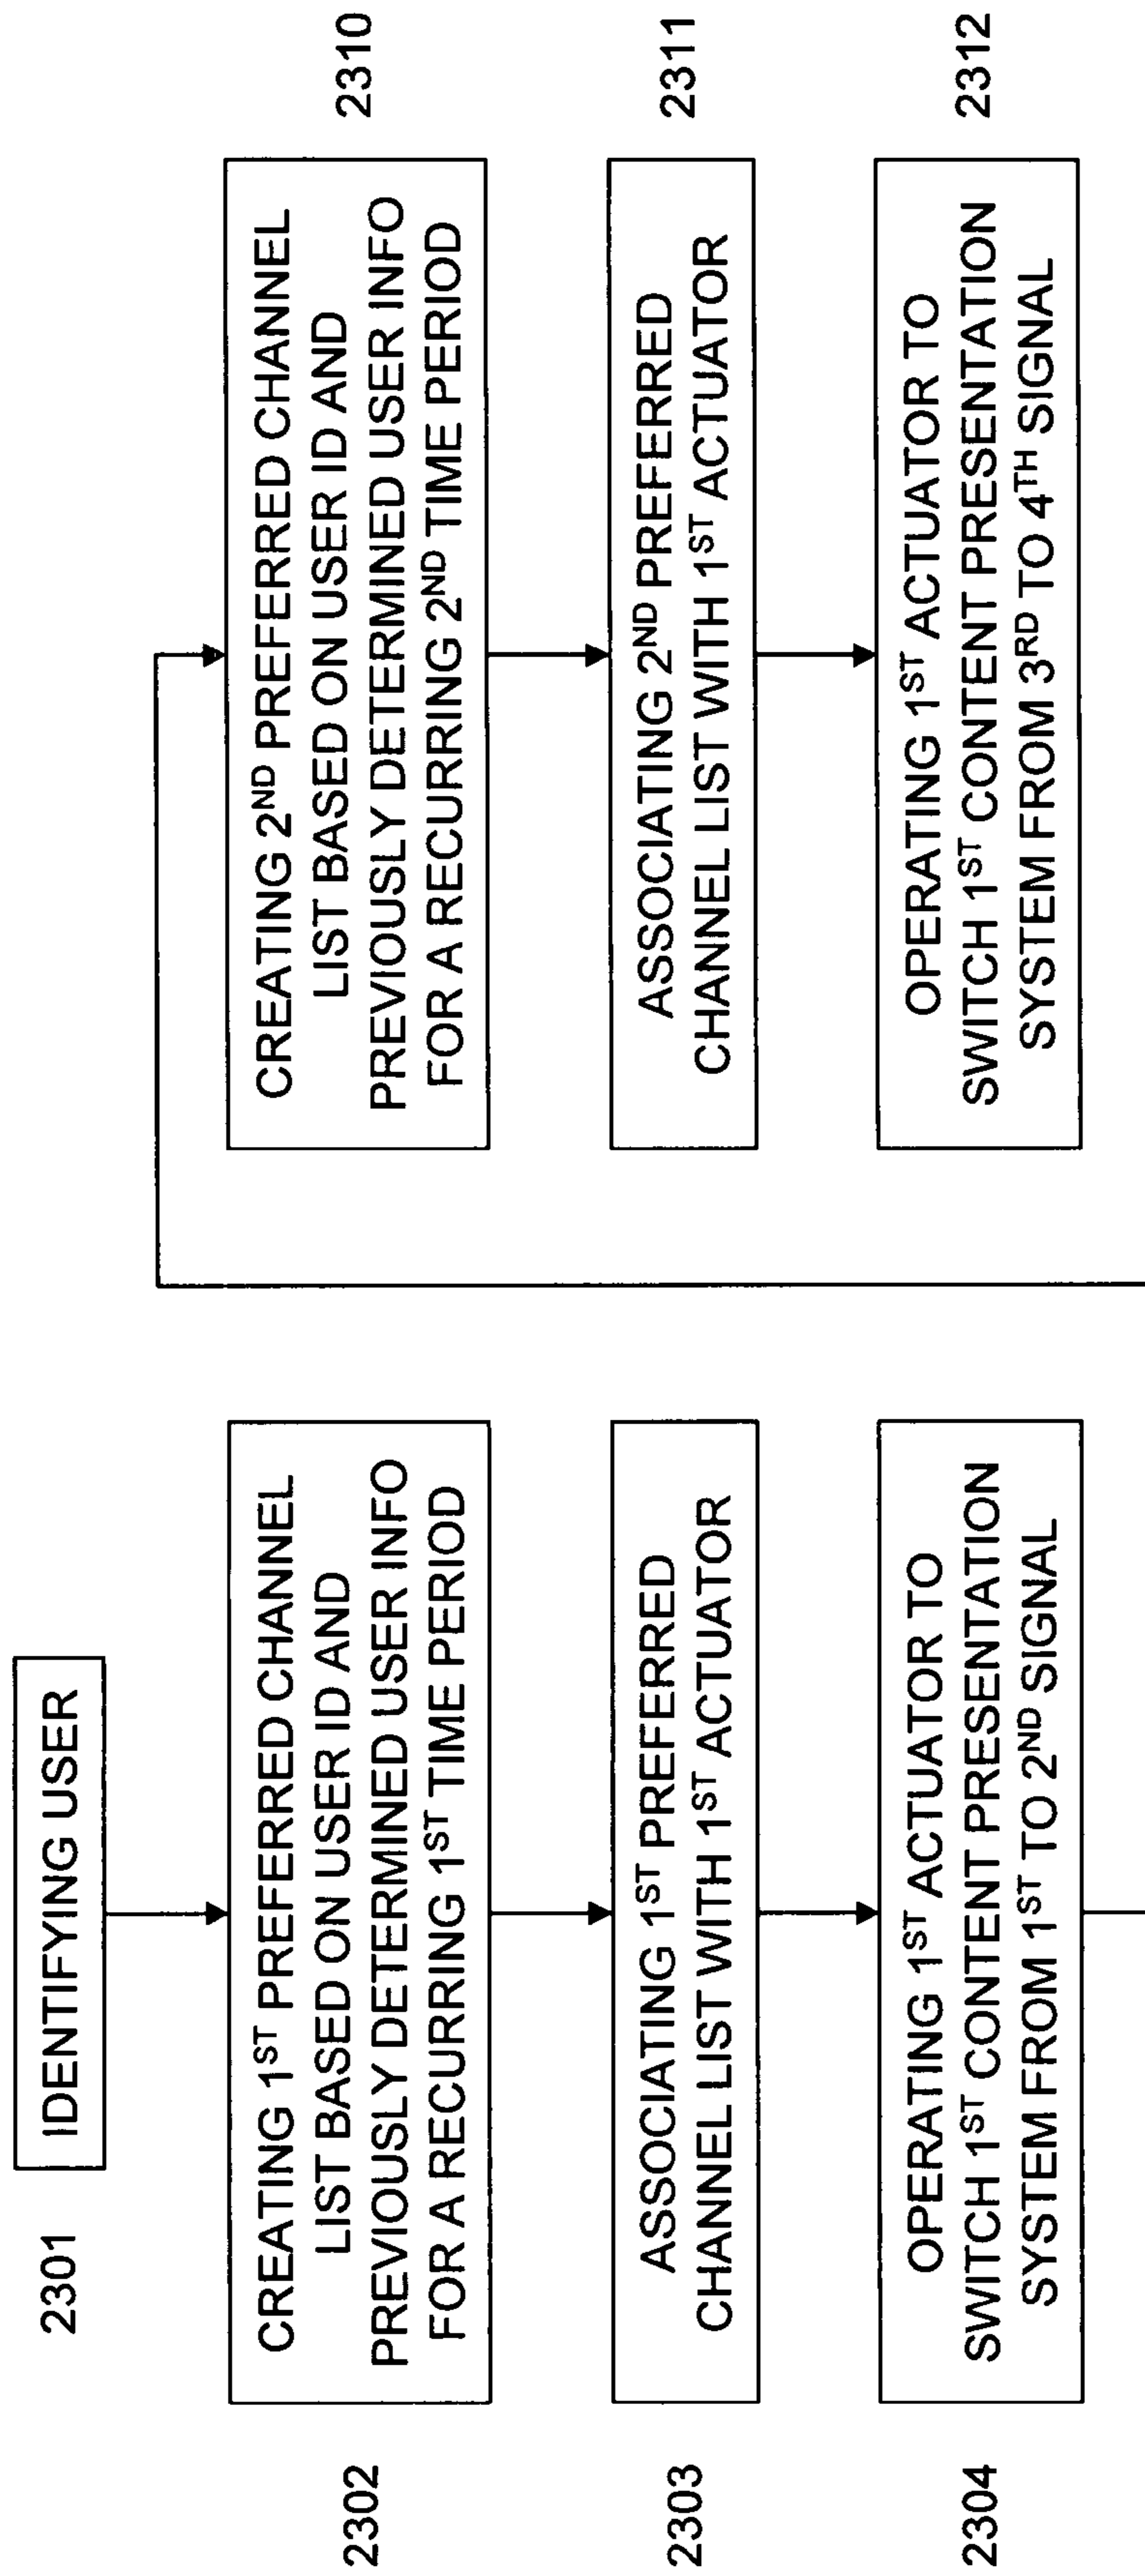 2301
IDENTIFYING USER
2302
CREATING 1ST PREFERRED CHANNEL
LIST BASED ON USER ID AND
PREVIOUSLY DETERMINED USER INFO
FOR A RECURRING 1ST TIME PERIOD
2303
ASSOCIATING 1ST PREFERRED
CHANNEL LIST WITH 1ST ACTUATOR
2304
OPERATING 1ST ACTUATOR TO
SWITCH 1ST CONTENT PRESENTATION
SYSTEM FROM 1ST TO 2ND SIGNAL
CREATING 2ND PREFERRED CHANNEL
LIST BASED ON USER ID AND
PREVIOUSLY DETERMINED USER INFO
FOR A RECURRING 2ND TIME PERIOD
2310
ASSOCIATING 2ND PREFERRED
CHANNEL LIST WITH 1ST ACTUATOR
2311
OPERATING 1ST ACTUATOR TO
SWITCH 1ST CONTENT PRESENTATION
SYSTEM FROM 3RD TO 4TH SIGNAL
2312